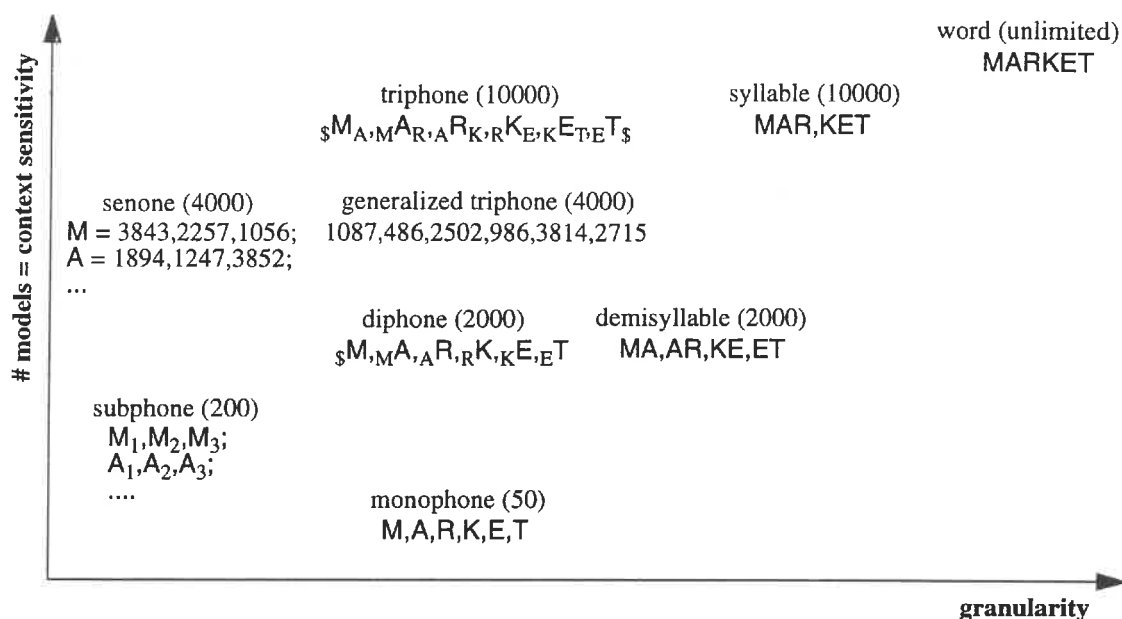 word (unlimited)
MARKET
triphone (10000)
$MA,MAR,ARK,RKE,KET,ET$
syllable (10000)
MAR,KET
senone (4000)
M = 3843,2257,1056;
A = 1894,1247,3852;
...
generalized triphone (4000)
1087,486,2502,986,3814,2715
diphone (2000)
$M,MA,AR,RK,KE,ET
demisyllable (2000)
MA,AR,KE,ET
subphone (200)
M1,M2,M3;
A1,A2,A3;
....
monophone (50)
M,A,R,K,E,T
# models = context sensitivity
granularity